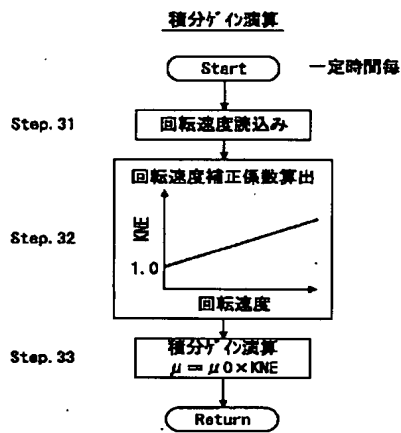 積分ゲイン演算
Start
一定時間毎
Step.31
回転速度読込み
回転速度補正係数算出
Step.32
KNE
1.0
回転速度
Step.33
積分ゲイン演算
μ = μ0×KNE
Return